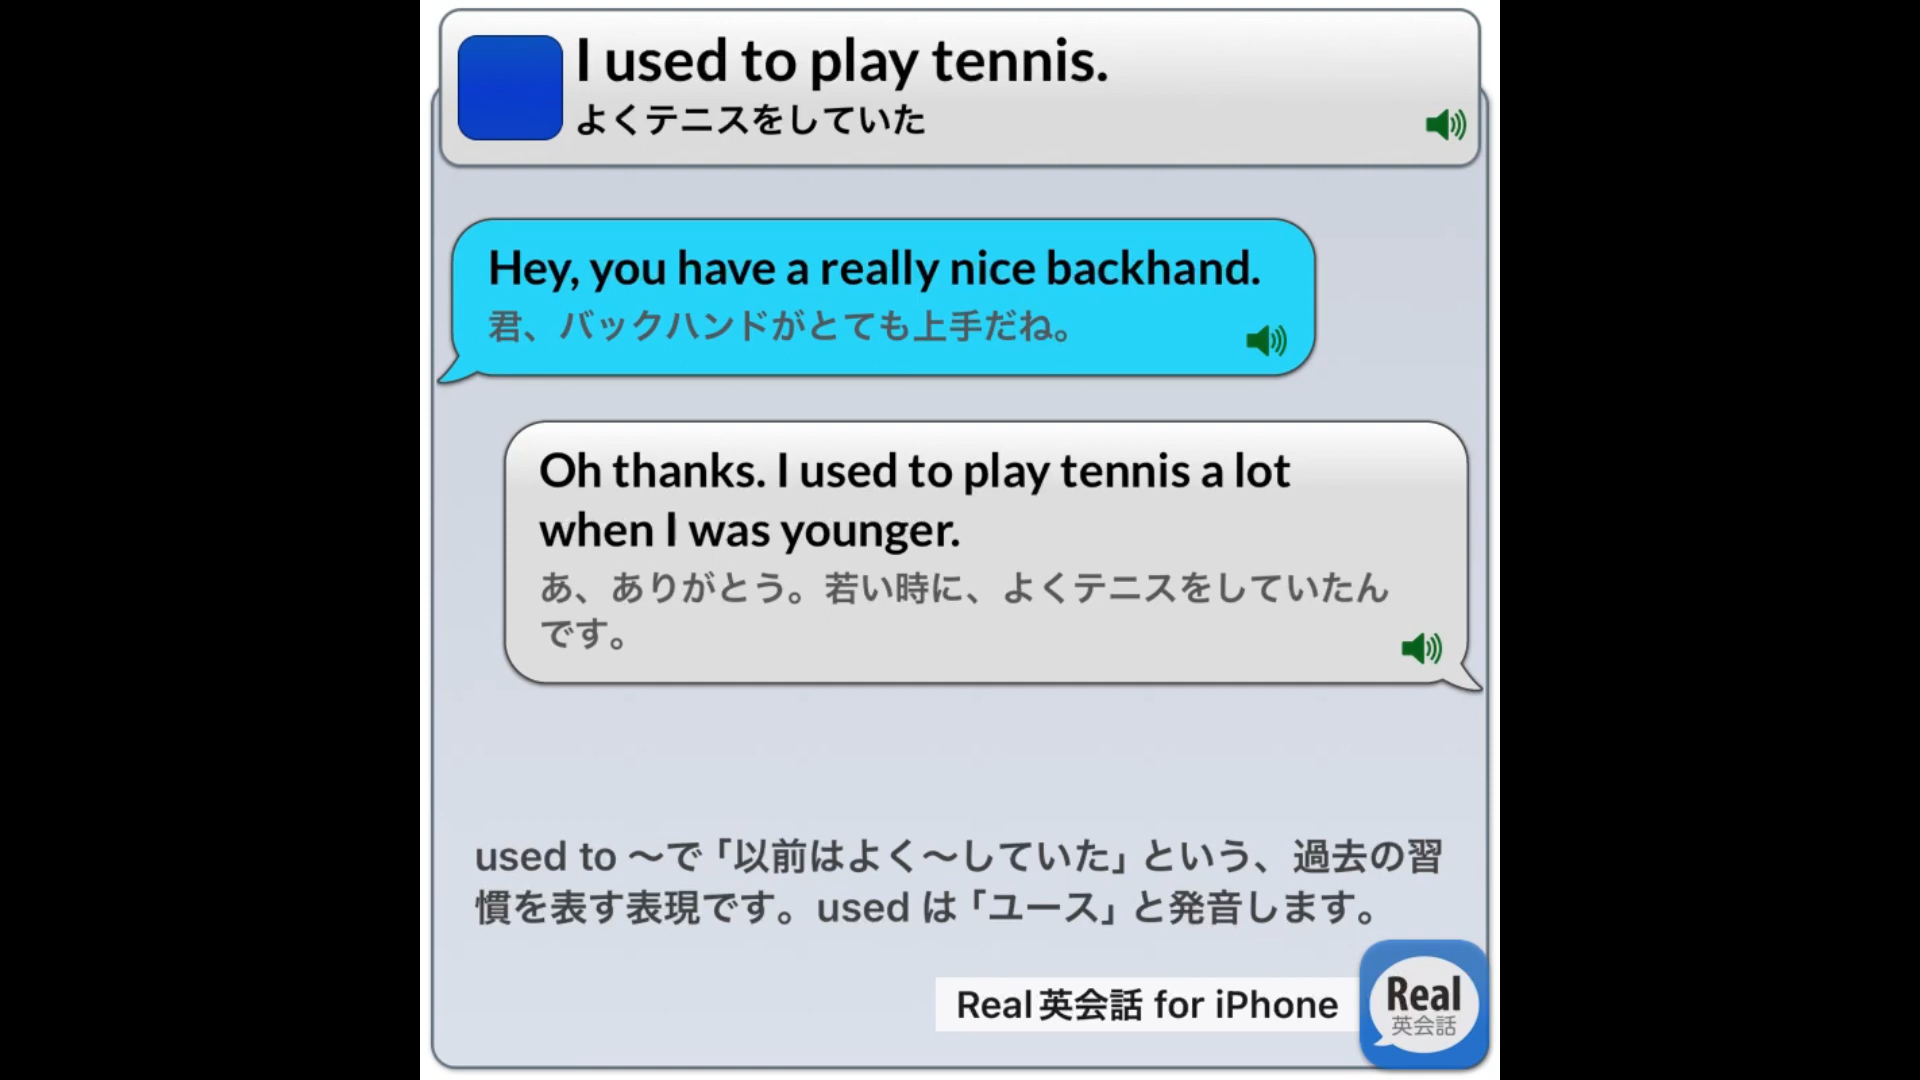 I used to play tennis.
よくテニスをしていた
Hey, you have a really nice backhand.
君、バックハンドがとても上手だね。
Oh thanks. I used to play tennis a lot
when I was younger.
あ、ありがとう。若い時に、よくテニスをしていたん
です。
used to 〜で「以前はよく〜していた」という、過去の習
慣を表す表現です。used は「ユース」と発音します。
Real英会話 for iPhone
Real
英会話